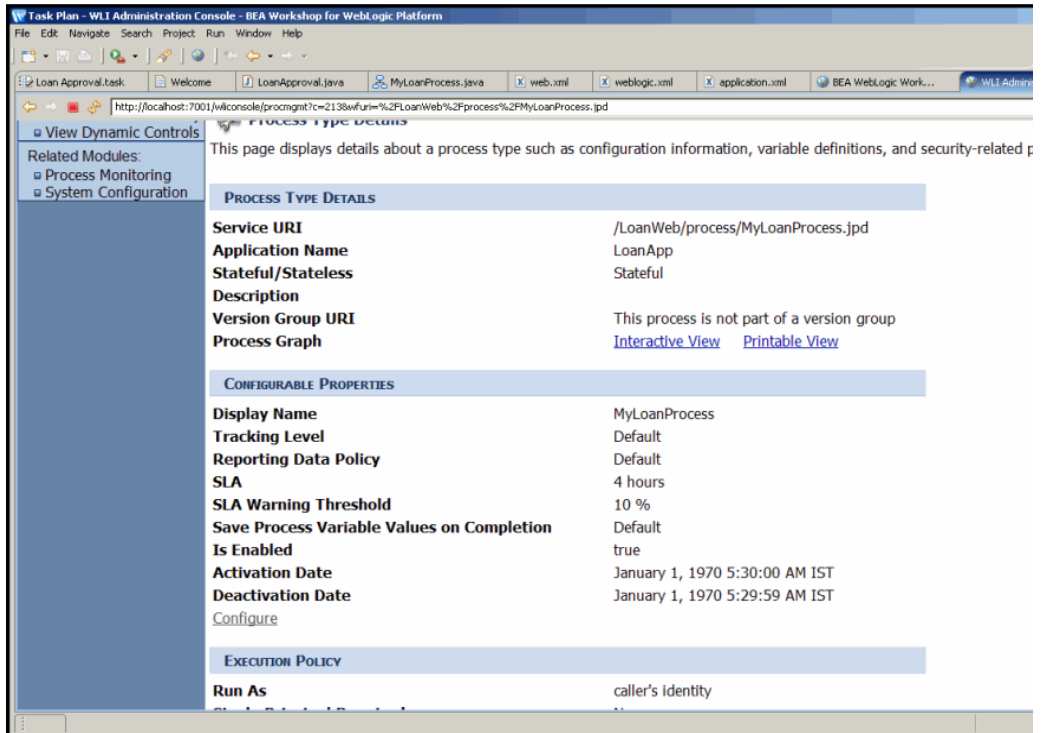 Task Plan - WLI Administration Console - BEA Workshop for WebLogic Platform
File Edit Navigate Search Project Run Window Help
Loan Approval.task Welcome LoanApproval.java MyLoanProcess.java web.xml weblogic.xml application.xml BEA WebLogic Work... WLI Adminis
http://localhost:7001/wliconsole/procmgmt?c=2138wfuri=%2FLoanWeb%2Fprocess%2FMyLoanProcess.jpd
View Dynamic Controls
Related Modules:
Process Monitoring
System Configuration
Process Type Details
This page displays details about a process type such as configuration information, variable definitions, and security-related p
PROCESS TYPE DETAILS
Service URI /LoanWeb/process/MyLoanProcess.jpd
Application Name LoanApp
Stateful/Stateless Stateful
Description
Version Group URI This process is not part of a version group
Process Graph Interactive View Printable View
CONFIGURABLE PROPERTIES
Display Name MyLoanProcess
Tracking Level Default
Reporting Data Policy Default
SLA 4 hours
SLA Warning Threshold 10 %
Save Process Variable Values on Completion Default
Is Enabled true
Activation Date January 1, 1970 5:30:00 AM IST
Deactivation Date January 1, 1970 5:29:59 AM IST
Configure
EXECUTION POLICY
Run As caller's identity